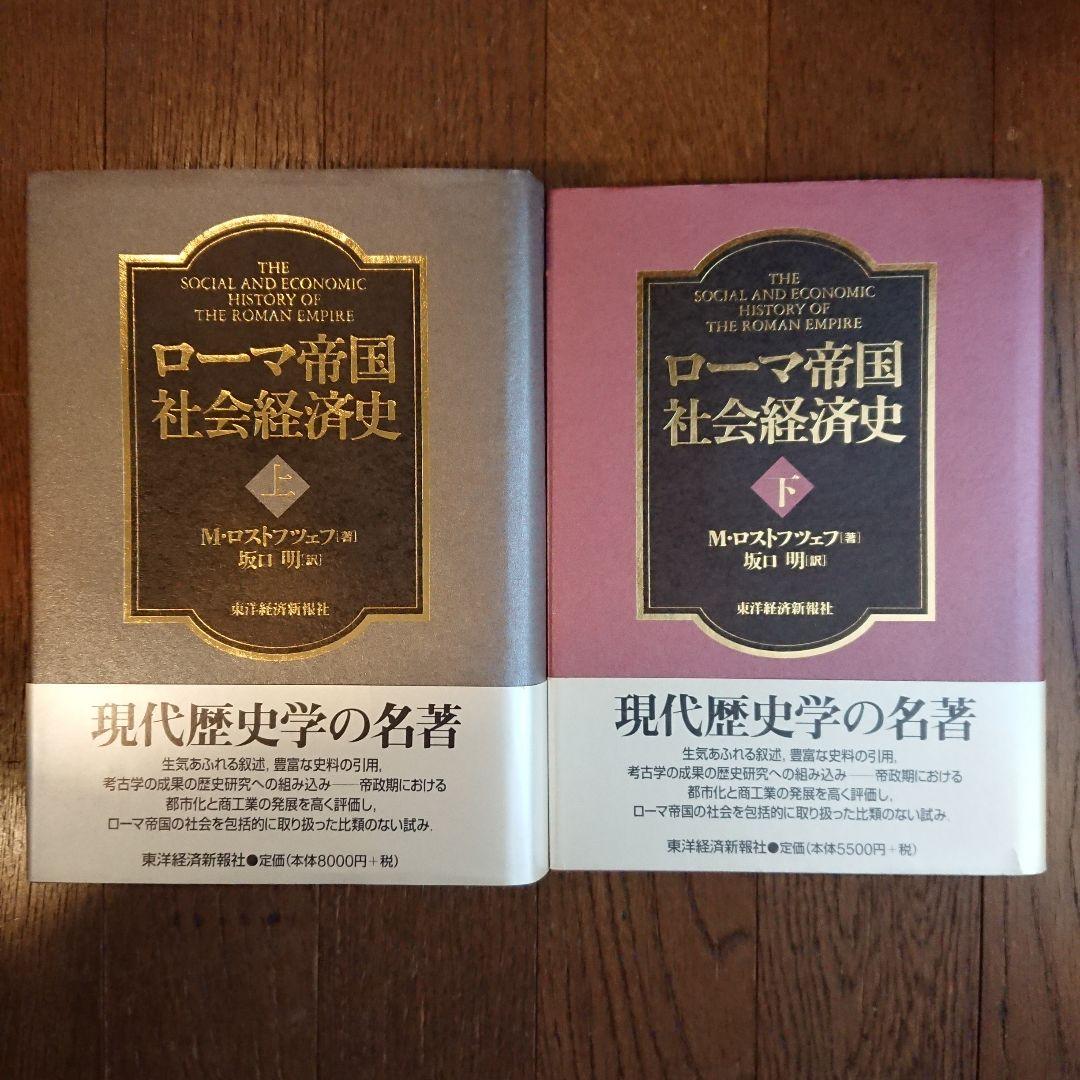 THE
SOCIAL AND ECONOMIC
HISTORY OF
THE ROMAN EMPIRE
ローマ帝国
社会経済史
上
M・ロストフツェフ[著]
坂口 明[訳]
東洋経済新報社
現代歴史学の名著
生気あふれる叙述,豊富な史料の引用,
考古学の成果の歴史研究への組み込み──帝政期における
都市化と商工業の発展を高く評価し,
ローマ帝国の社会を包括的に取り扱った比類のない試み.
東洋経済新報社●定価(本体8000円+税)
THE
SOCIAL AND ECONOMIC
HISTORY OF
THE ROMAN EMPIRE
ローマ帝国
社会経済史
下
M・ロストフツェフ[著]
坂口 明[訳]
東洋経済新報社
現代歴史学の名著
生気あふれる叙述,豊富な史料の引用,
考古学の成果の歴史研究への組み込み──帝政期における
都市化と商工業の発展を高く評価し,
ローマ帝国の社会を包括的に取り扱った比類のない試み.
東洋経済新報社●定価(本体5500円+税)